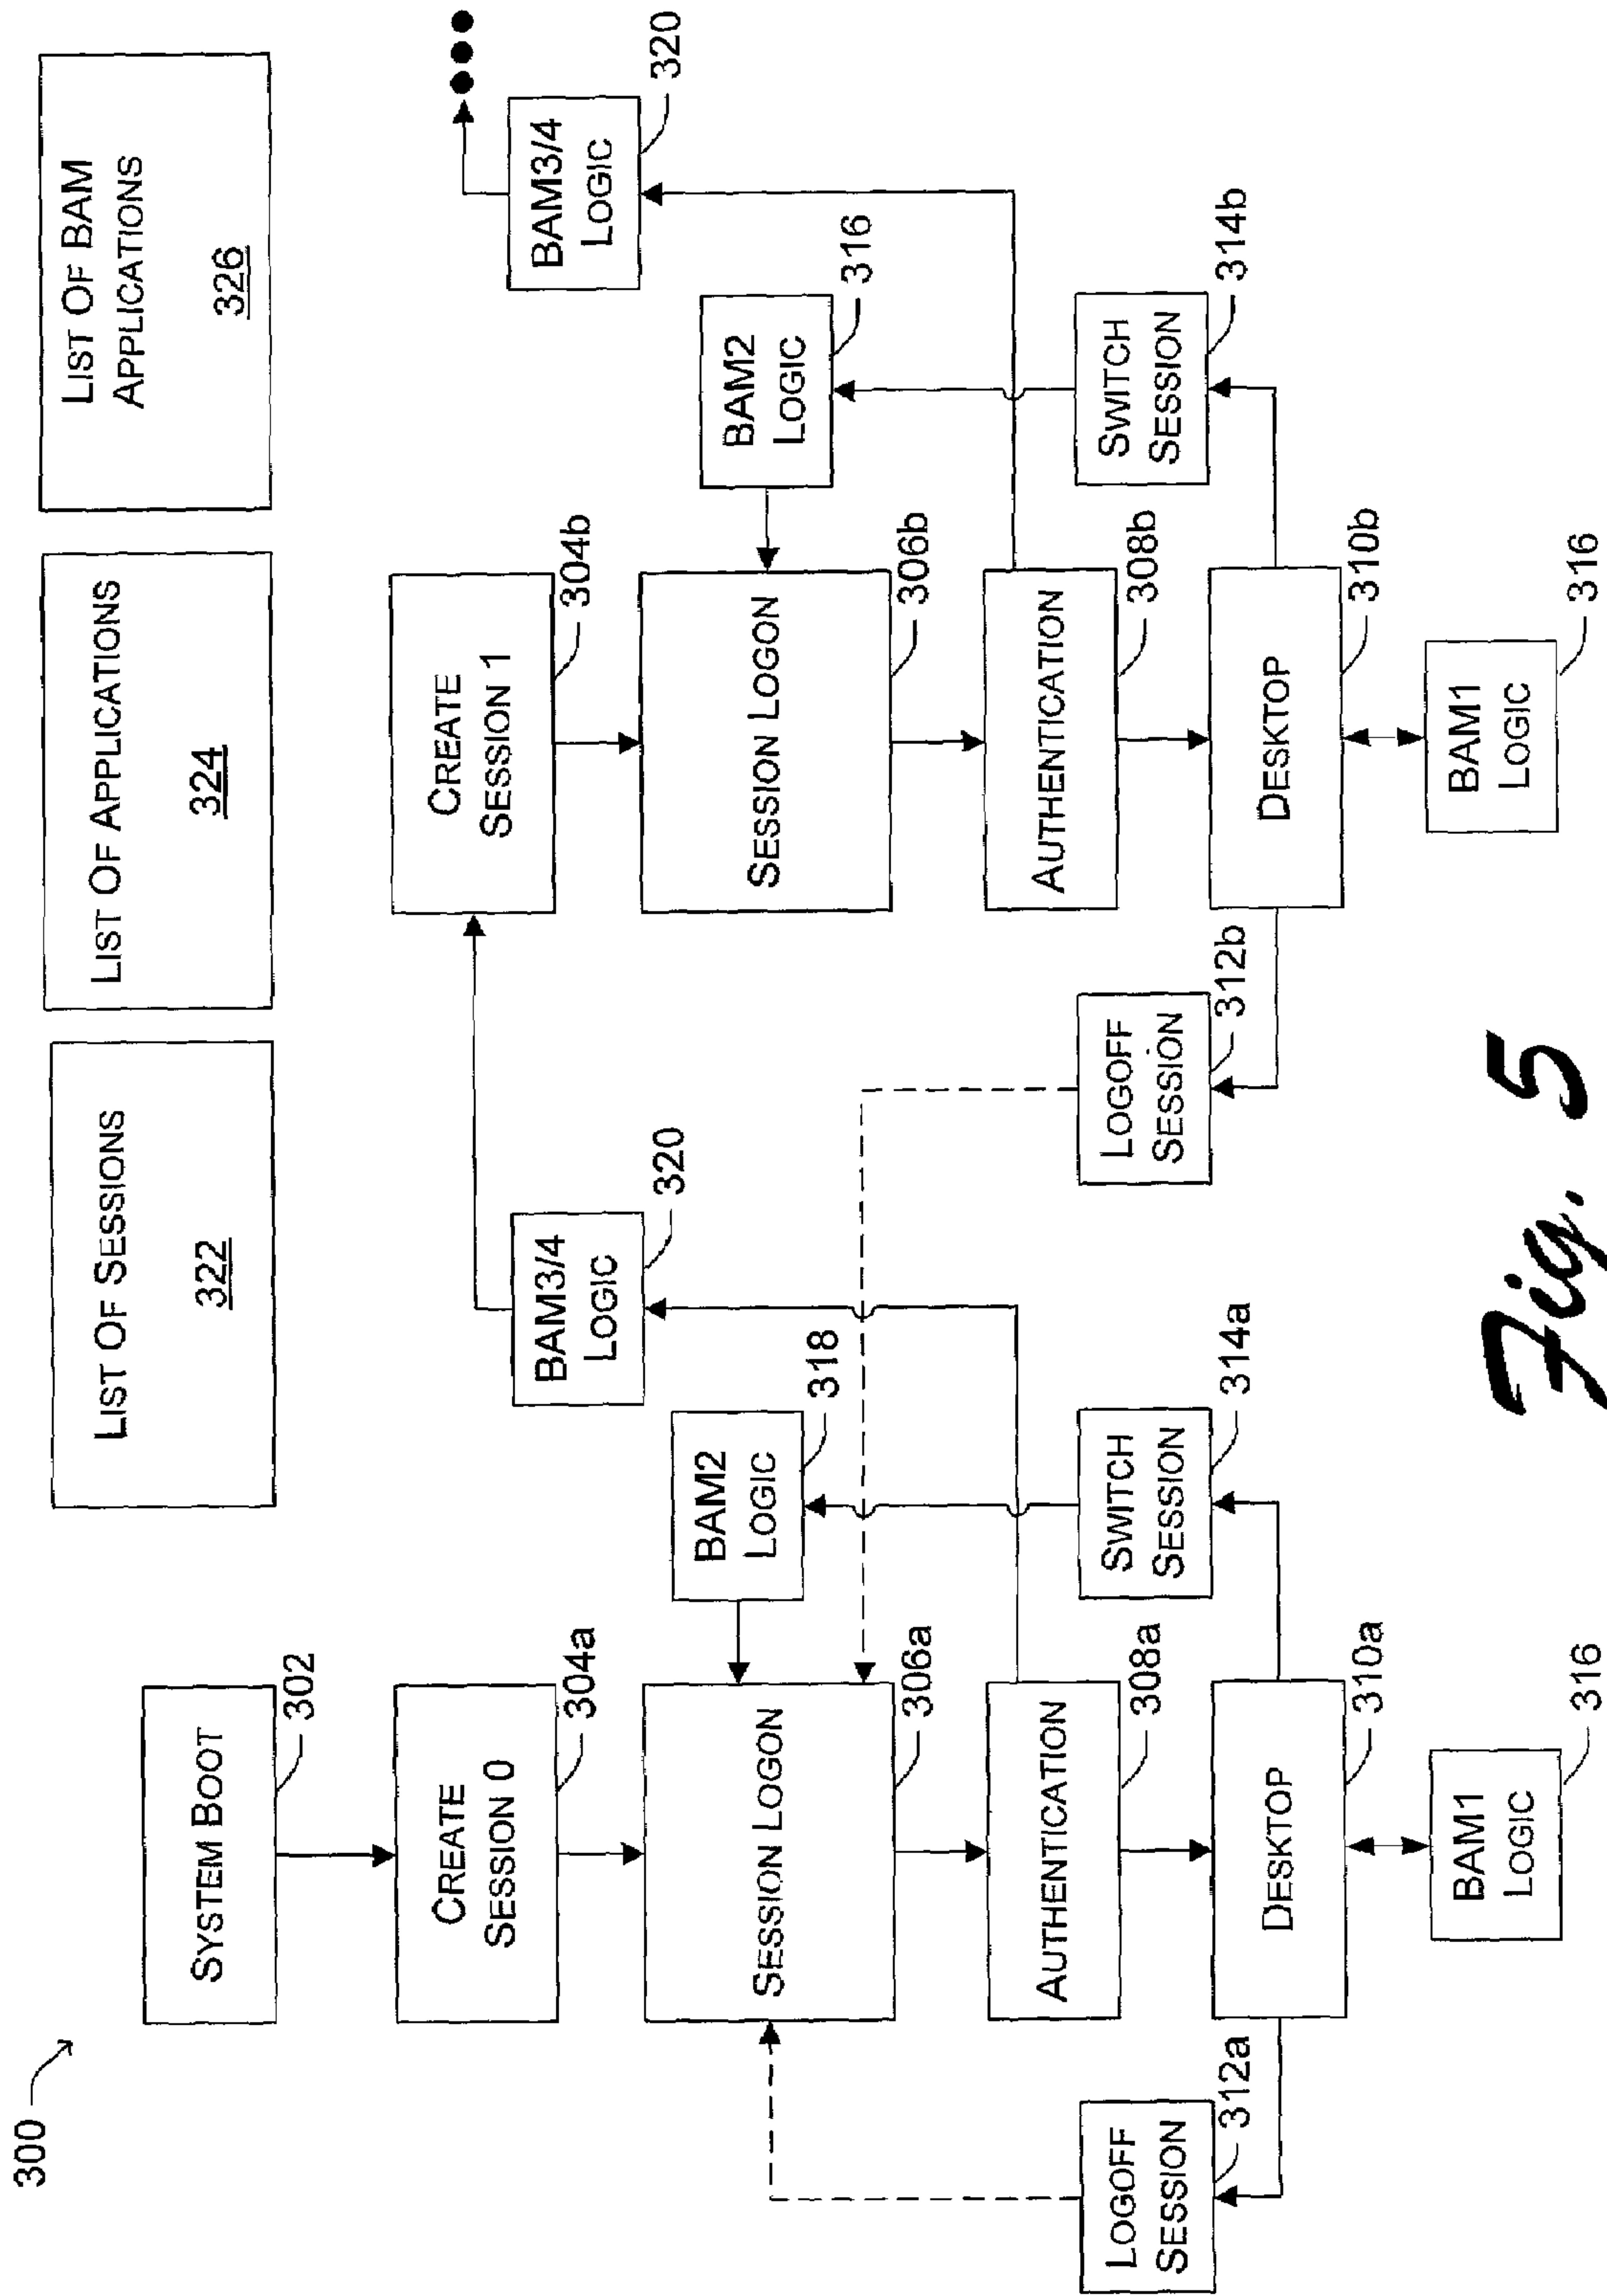 300
LIST OF SESSIONS
322
LIST OF APPLICATIONS
324
LIST OF BAM
APPLICATIONS
326
SYSTEM BOOT
302
CREATE
SESSION 0
304a
SESSION LOGON
306a
AUTHENTICATION
308a
DESKTOP
310a
BAM1
LOGIC
316
LOGOFF
SESSION
312a
SWITCH
SESSION
314a
BAM2
LOGIC
318
BAM3/4
LOGIC
320
CREATE
SESSION 1
304b
SESSION LOGON
306b
AUTHENTICATION
308b
DESKTOP
310b
BAM1
LOGIC
316
LOGOFF
SESSION
312b
SWITCH
SESSION
314b
BAM2
LOGIC
316
BAM3/4
LOGIC
320
Fig. 5